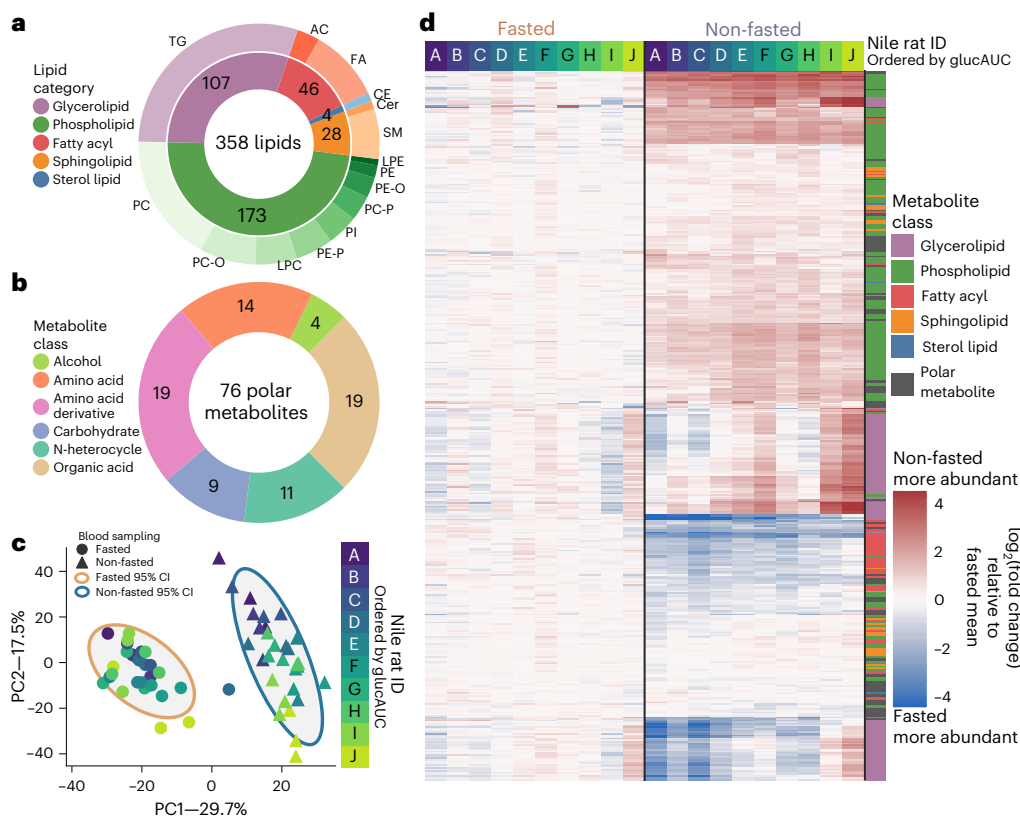 a
TG
AC
FA
CE
Cer
SM
LPE
PE
PE-O
PC-P
PI
PE-P
LPC
PC-O
PC
107
46
4
28
173
358 lipids
Lipid
category
Glycerolipid
Phospholipid
Fatty acyl
Sphingolipid
Sterol lipid
b
Metabolite
class
Alcohol
Amino acid
Amino acid
derivative
Carbohydrate
N-heterocycle
Organic acid
14
4
19
19
11
9
76 polar
metabolites
c
Blood sampling
Fasted
Non-fasted
Fasted 95% CI
Non-fasted 95% CI
40
20
0
−20
−40
PC2—17.5%
−40
−20
0
20
PC1—29.7%
A
B
C
D
E
F
G
H
I
J
Nile rat ID
Ordered by glucAUC
d
Fasted
Non-fasted
A B C D E F G H I J A B C D E F G H I J
Nile rat ID
Ordered by glucAUC
Metabolite
class
Glycerolipid
Phospholipid
Fatty acyl
Sphingolipid
Sterol lipid
Polar
metabolite
Non-fasted
more abundant
4
2
0
−2
−4
log2(fold change)
relative to
fasted mean
Fasted
more abundant